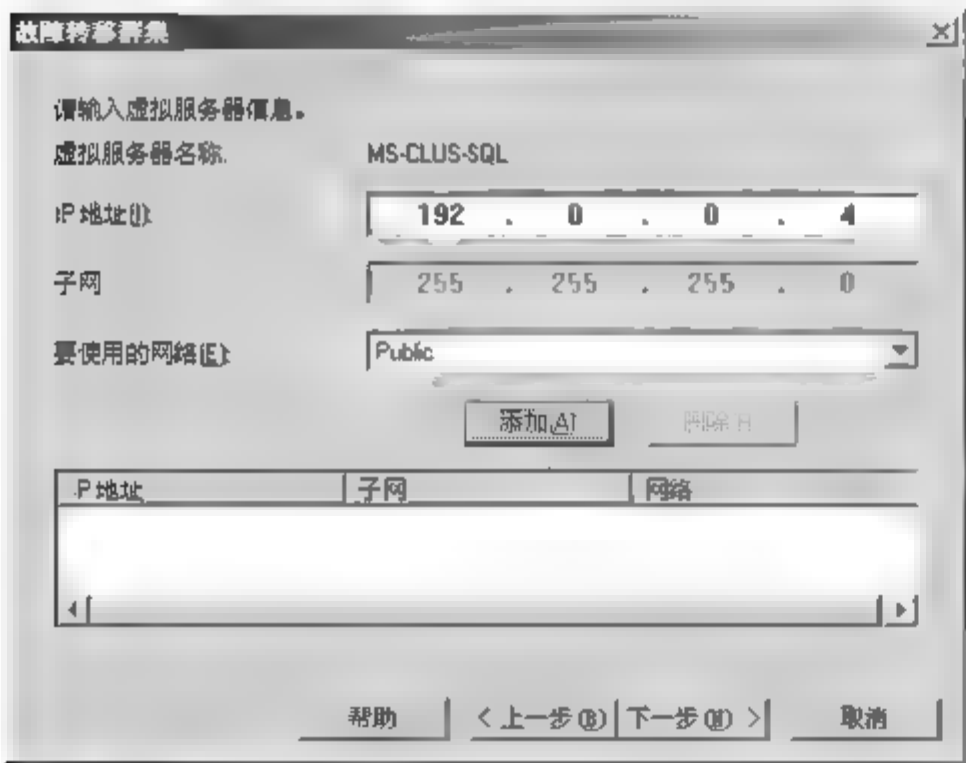 故障转移群集
请输入虚拟服务器信息。
虚拟服务器名称: MS-CLUS-SQL
IP 地址(I): 192 . 0 . 0 . 4
子网 255 . 255 . 255 . 0
要使用的网络(E): Public
添加(A) 删除(R)
IP 地址 子网 网络
帮助 < 上一步(B) 下一步(N) > 取消